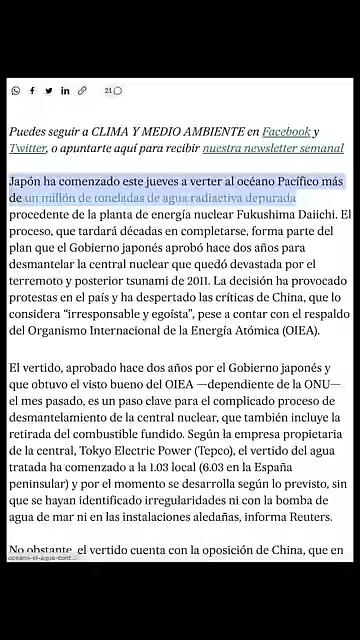 21
Puedes seguir a CLIMA Y MEDIO AMBIENTE en Facebook y
Twitter, o apuntarte aquí para recibir nuestra newsletter semanal
Japón ha comenzado este jueves a verter al océano Pacífico más
de un millón de toneladas de agua radiactiva depurada
procedente de la planta de energía nuclear Fukushima Daiichi. El
proceso, que tardará décadas en completarse, forma parte del
plan que el Gobierno japonés aprobó hace dos años para
desmantelar la central nuclear que quedó devastada por el
terremoto y posterior tsunami de 2011. La decisión ha provocado
protestas en el país y ha despertado las críticas de China, que lo
considera “irresponsable y egoísta”, pese a contar con el respaldo
del Organismo Internacional de la Energía Atómica (OIEA).
El vertido, aprobado hace dos años por el Gobierno japonés y
que obtuvo el visto bueno del OIEA —dependiente de la ONU—
el mes pasado, es un paso clave para el complicado proceso de
desmantelamiento de la central nuclear, que también incluye la
retirada del combustible fundido. Según la empresa propietaria
de la central, Tokyo Electric Power (Tepco), el vertido del agua
tratada ha comenzado a la 1.03 local (6.03 en la España
peninsular) y por el momento se desarrolla según lo previsto, sin
que se hayan identificado irregularidades ni con la bomba de
agua de mar ni en las instalaciones aledañas, informa Reuters.
No obstante, el vertido cuenta con la oposición de China, que en
oceano-el-agua-cont...